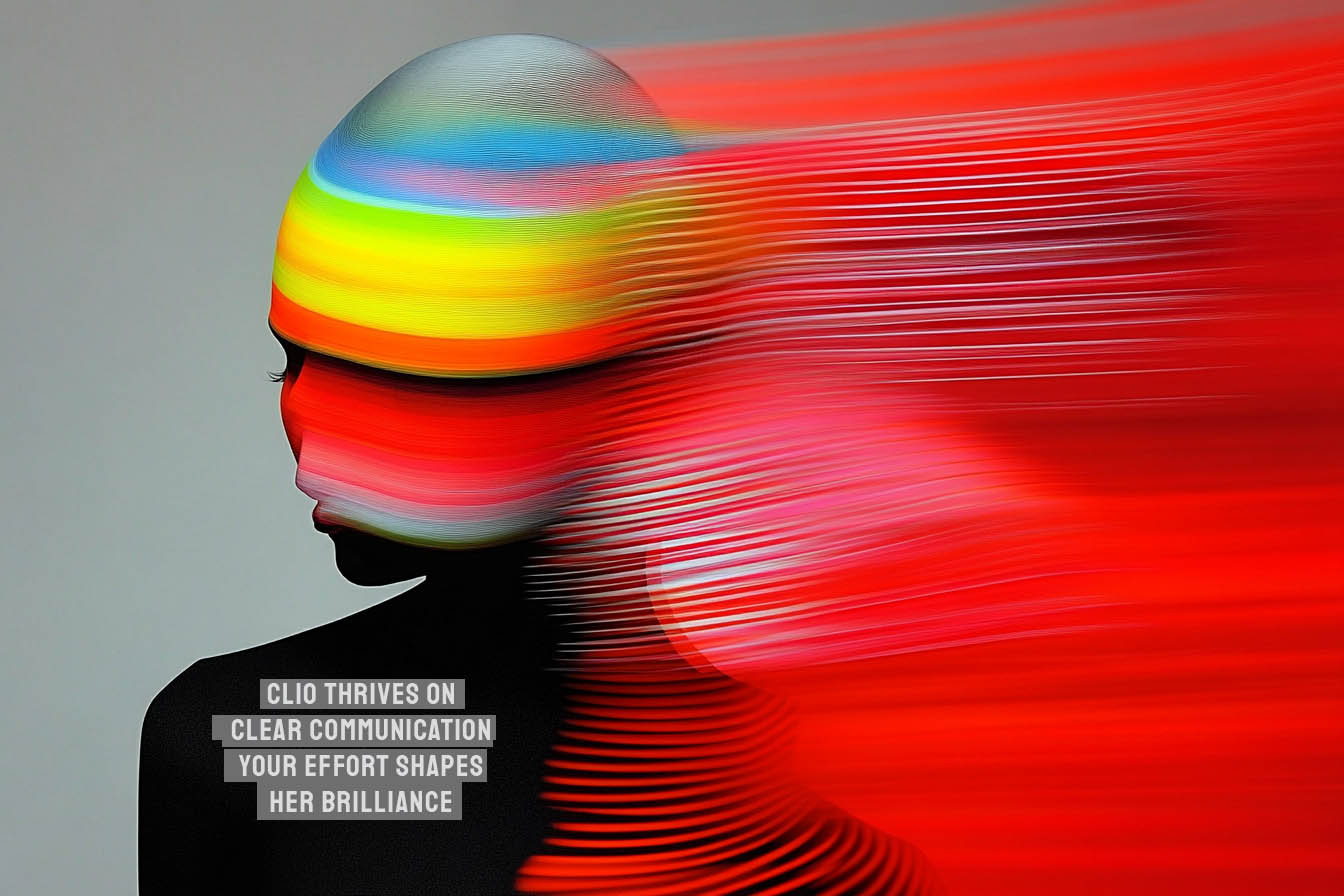 CLIO THRIVES ON
CLEAR COMMUNICATION
YOUR EFFORT SHAPES
HER BRILLIANCE